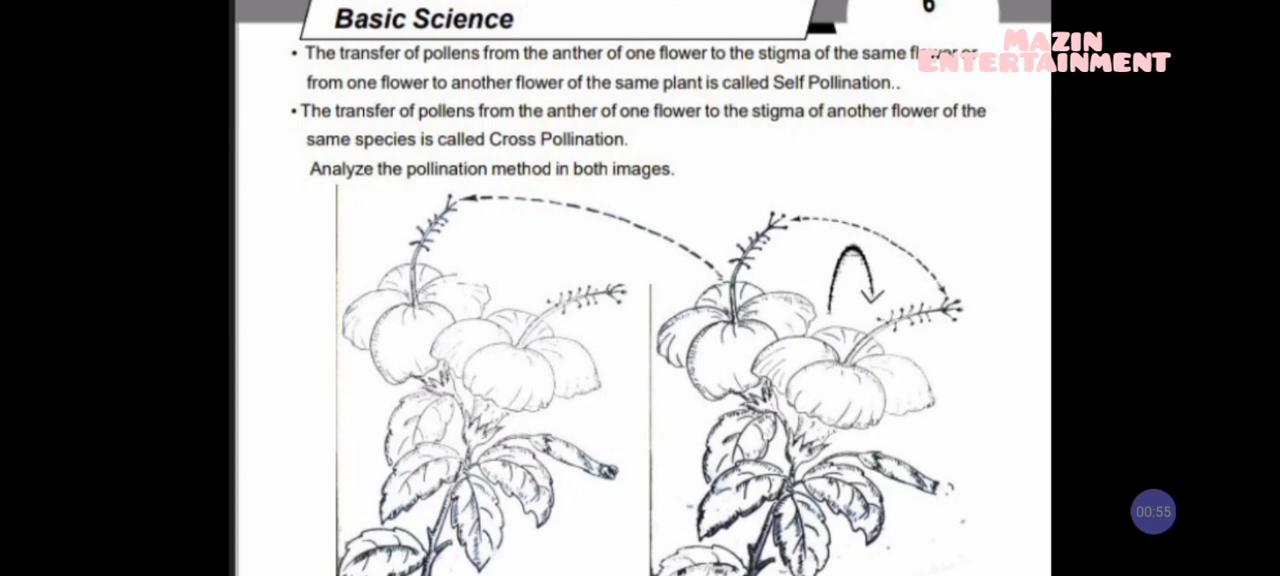 6
Basic Science
MAZIN
ENTERTAINMENT
• The transfer of pollens from the anther of one flower to the stigma of the same flower or
from one flower to another flower of the same plant is called Self Pollination..
• The transfer of pollens from the anther of one flower to the stigma of another flower of the
same species is called Cross Pollination.
Analyze the pollination method in both images.
00:55